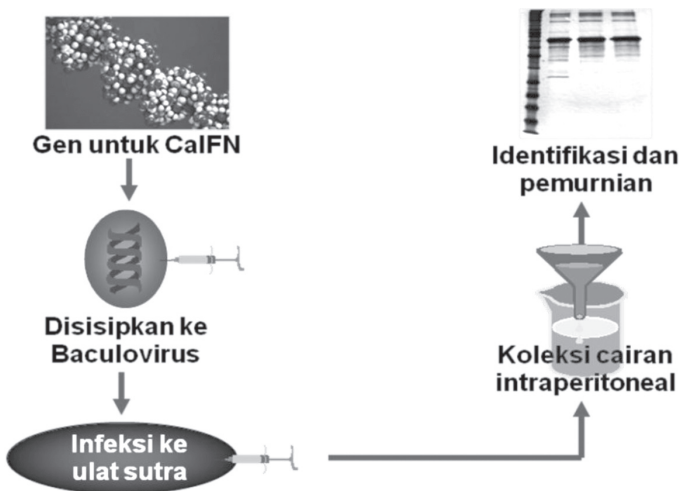 Gen untuk CaIFN
Disisipkan ke
Baculovirus
Infeksi ke
ulat sutra
Koleksi cairan
intraperitoneal
Identifikasi dan
pemurnian